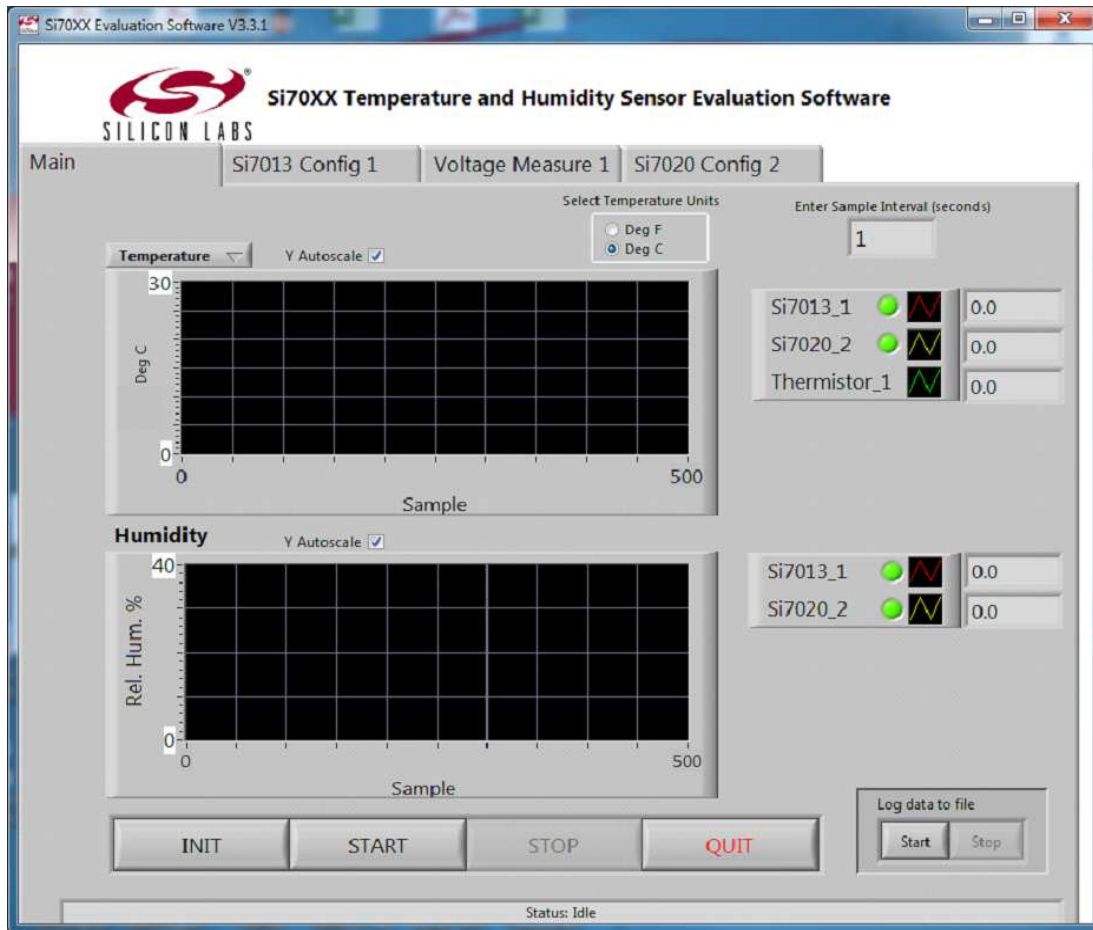 Si70XX Evaluation Software V3.3.1
Si70XX Temperature and Humidity Sensor Evaluation Software
SILICON LABS
Main
Si7013 Config 1
Voltage Measure 1
Si7020 Config 2
Select Temperature Units
Deg F
Deg C
Enter Sample Interval (seconds)
1
Temperature
Y Autoscale
30
Deg C
0
0
500
Sample
Si7013_1
0.0
Si7020_2
0.0
Thermistor_1
0.0
Humidity
Y Autoscale
40
Rel. Hum. %
0
0
500
Sample
Si7013_1
0.0
Si7020_2
0.0
INIT
START
STOP
QUIT
Log data to file
Start
Stop
Status: Idle